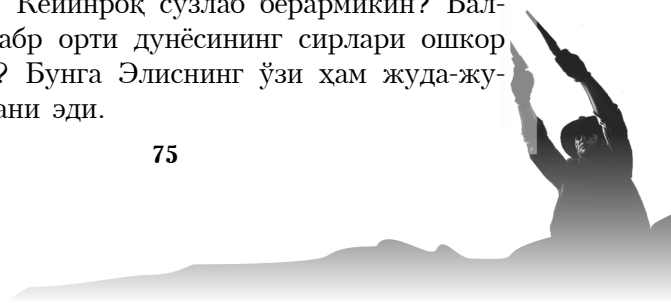 Кейинроқ сўзлаб берармикин? Бал-
абр орти дунёсининг сирлари ошкор
? Бунга Элиснинг ўзи ҳам жуда-жу-
ани эди.
75